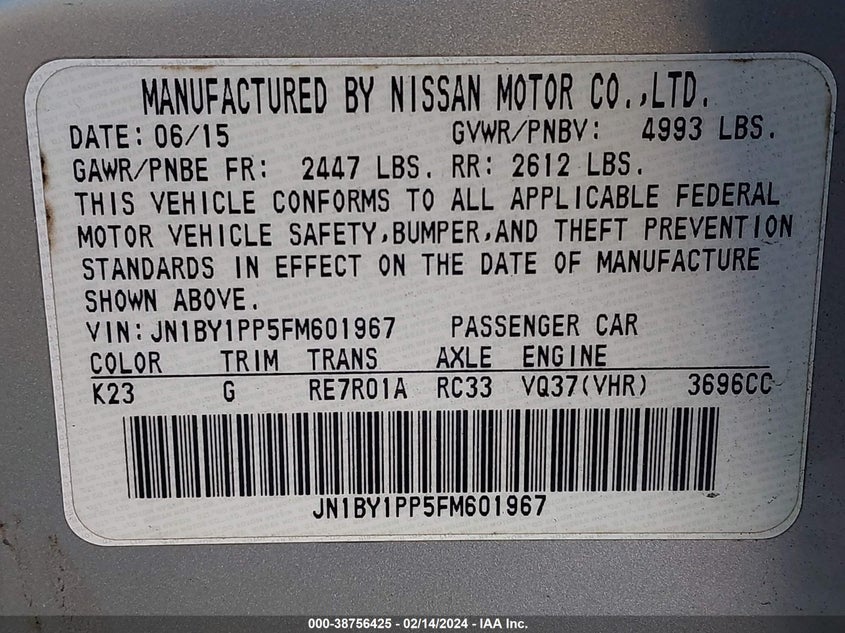 MANUFACTURED BY NISSAN MOTOR CO.,LTD.
DATE: 06/15 GVWR/PNBV: 4993 LBS.
GAWR/PNBE FR: 2447 LBS. RR: 2612 LBS.
THIS VEHICLE CONFORMS TO ALL APPLICABLE FEDERAL
MOTOR VEHICLE SAFETY,BUMPER,AND THEFT PREVENTION
STANDARDS IN EFFECT ON THE DATE OF MANUFACTURE
SHOWN ABOVE.
VIN:JN1BY1PP5FM601967 PASSENGER CAR
COLOR TRIM TRANS AXLE ENGINE
K23 G RE7R01A RC33 VQ37(VHR) 3696CC
JN1BY1PP5FM601967
000-38756425 - 02/14/2024 - IAA Inc.